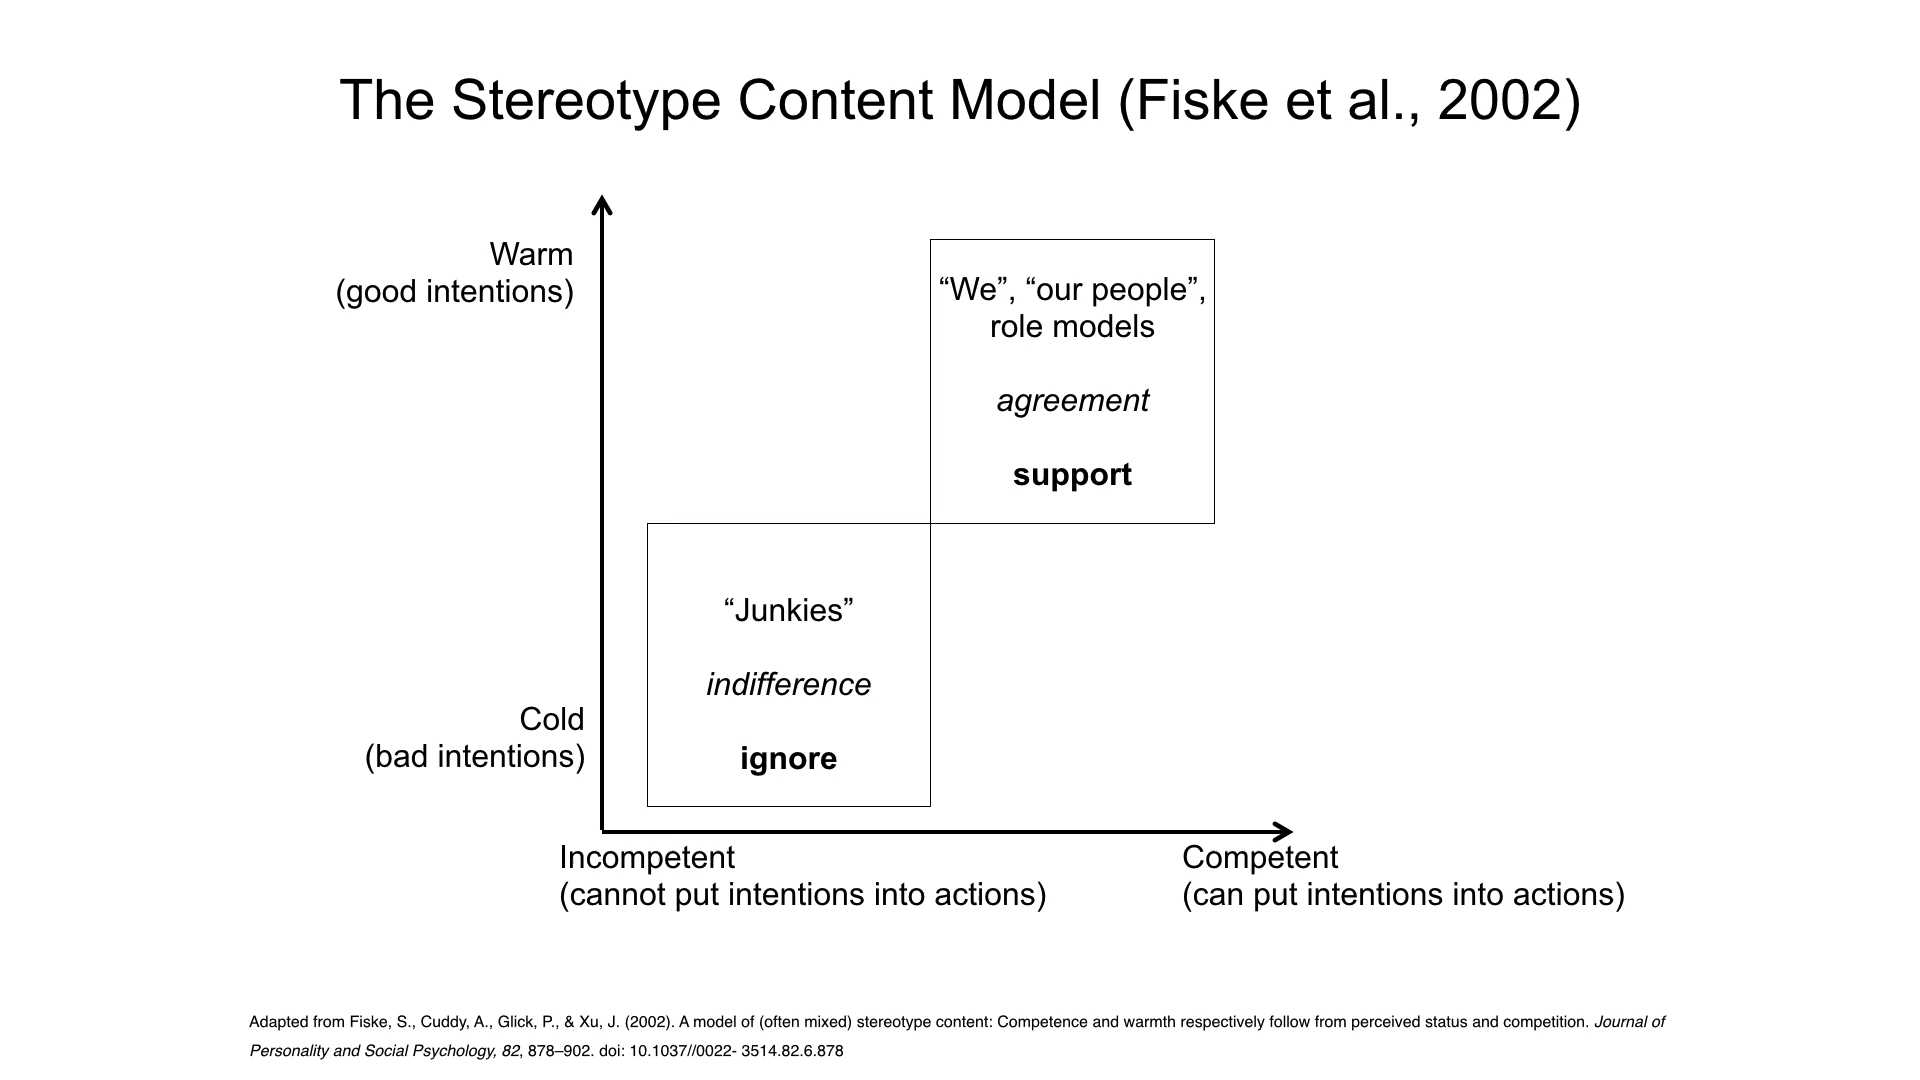 The Stereotype Content Model (Fiske et al., 2002)
Warm
(good intentions)
“We”, “our people”,
role models
agreement
support
“Junkies”
indifference
ignore
Cold
(bad intentions)
Incompetent
(cannot put intentions into actions)
Competent
(can put intentions into actions)
Adapted from Fiske, S., Cuddy, A., Glick, P., & Xu, J. (2002). A model of (often mixed) stereotype content: Competence and warmth respectively follow from perceived status and competition. Journal of
Personality and Social Psychology, 82, 878–902. doi: 10.1037//0022- 3514.82.6.878